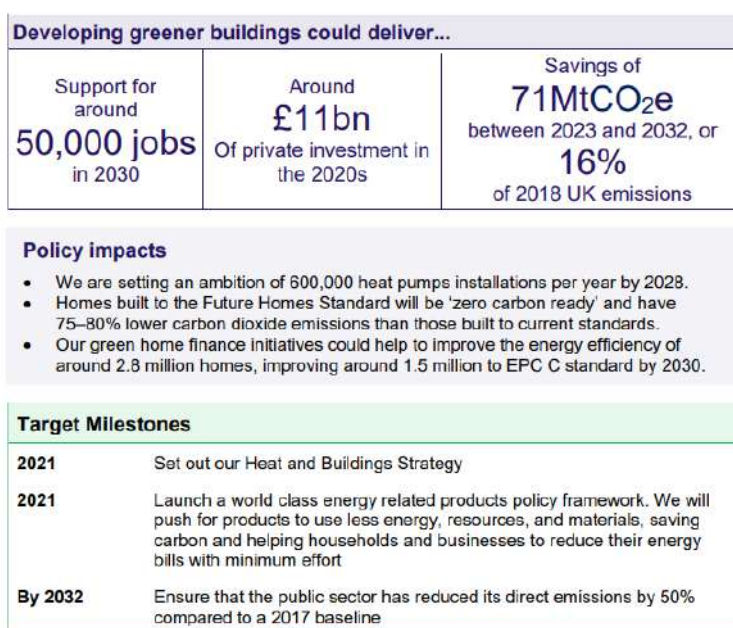 Developing greener buildings could deliver...
Support for
around
50,000 jobs
in 2030
Around
£11bn
Of private investment in
the 2020s
Savings of
71MtCO₂e
between 2023 and 2032, or
16%
of 2018 UK emissions
Policy impacts
• We are setting an ambition of 600,000 heat pumps installations per year by 2028.
• Homes built to the Future Homes Standard will be ‘zero carbon ready’ and have
75–80% lower carbon dioxide emissions than those built to current standards.
• Our green home finance initiatives could help to improve the energy efficiency of
around 2.8 million homes, improving around 1.5 million to EPC C standard by 2030.
Target Milestones
2021 Set out our Heat and Buildings Strategy
2021 Launch a world class energy related products policy framework. We will
push for products to use less energy, resources, and materials, saving
carbon and helping households and businesses to reduce their energy
bills with minimum effort
By 2032 Ensure that the public sector has reduced its direct emissions by 50%
compared to a 2017 baseline